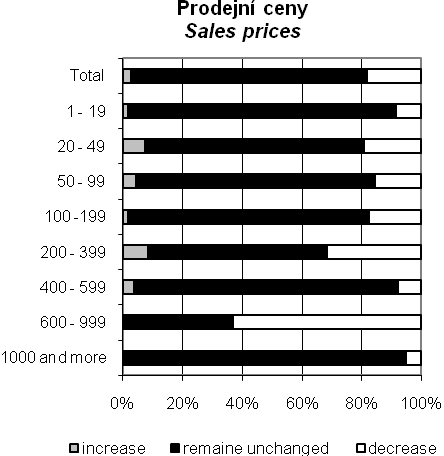 Prodejní ceny
Sales prices
Total
1 - 19
20 - 49
50 - 99
100 -199
200 - 399
400 - 599
600 - 999
1000 and more
0% 20% 40% 60% 80% 100%
increase remaine unchanged decrease